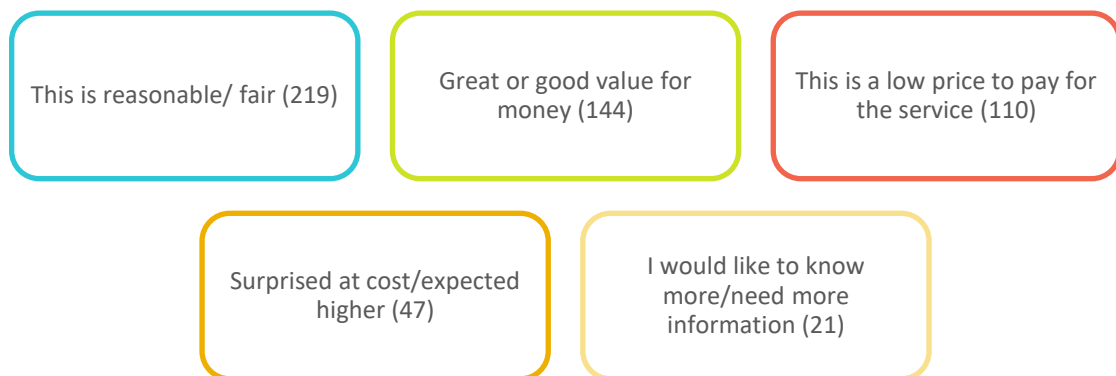 This is reasonable/ fair (219)
Great or good value for
money (144)
This is a low price to pay for
the service (110)
Surprised at cost/expected
higher (47)
I would like to know
more/need more
information (21)